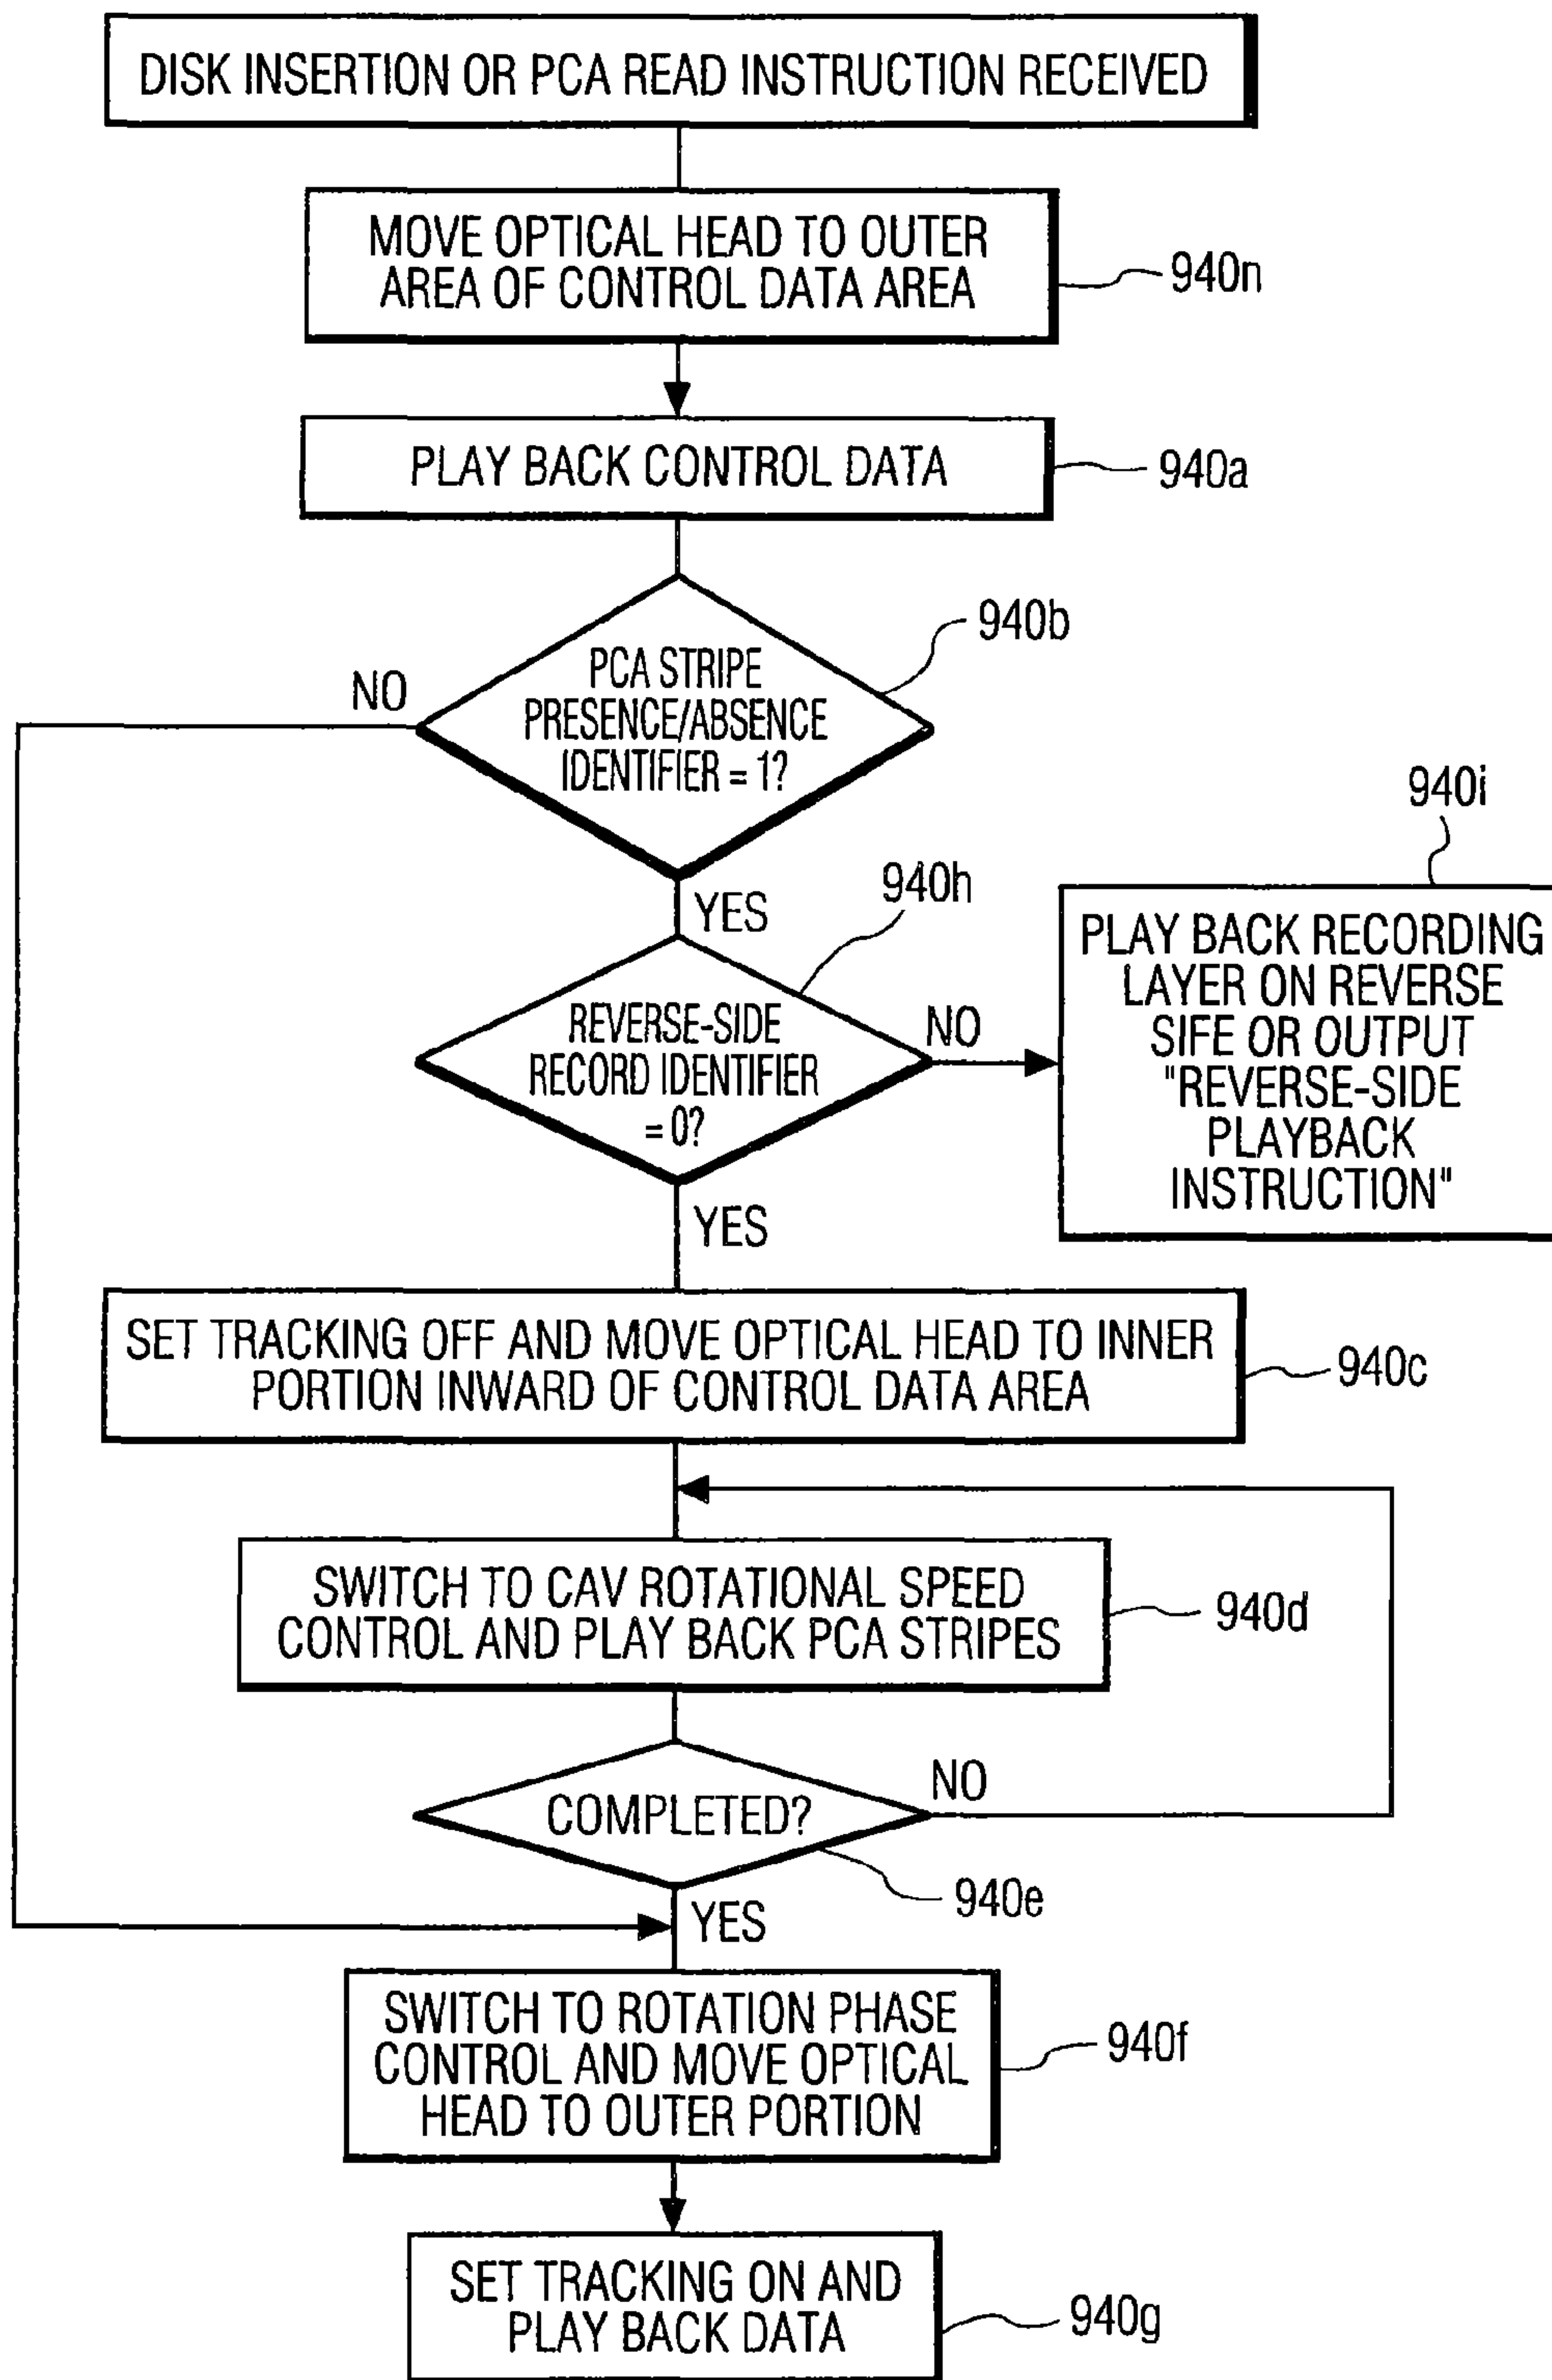 DISK INSERTION OR PCA READ INSTRUCTION RECEIVED
MOVE OPTICAL HEAD TO OUTER
AREA OF CONTROL DATA AREA
940n
PLAY BACK CONTROL DATA
940a
940b
NO
PCA STRIPE
PRESENCE/ABSENCE
IDENTIFIER = 1?
YES
940h
940i
REVERSE-SIDE
RECORD IDENTIFIER
= 0?
NO
PLAY BACK RECORDING
LAYER ON REVERSE
SIFE OR OUTPUT
"REVERSE-SIDE
PLAYBACK
INSTRUCTION"
YES
SET TRACKING OFF AND MOVE OPTICAL HEAD TO INNER
PORTION INWARD OF CONTROL DATA AREA
940c
SWITCH TO CAV ROTATIONAL SPEED
CONTROL AND PLAY BACK PCA STRIPES
940d
COMPLETED?
NO
940e
YES
SWITCH TO ROTATION PHASE
CONTROL AND MOVE OPTICAL
HEAD TO OUTER PORTION
940f
SET TRACKING ON AND
PLAY BACK DATA
940g